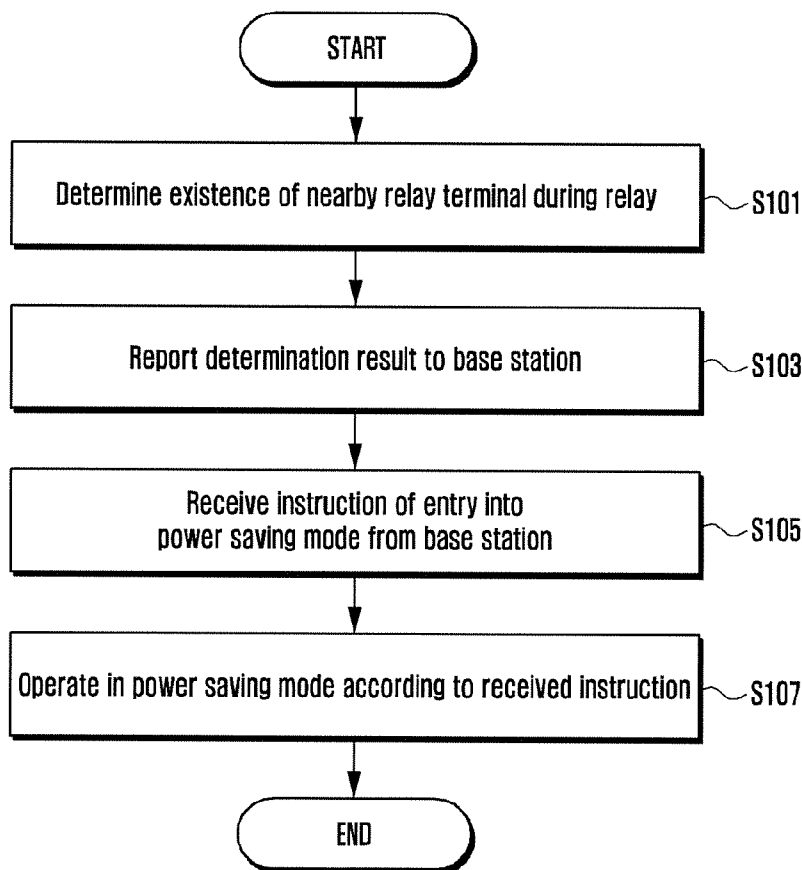 START
Determine existence of nearby relay terminal during relay
S101
Report determination result to base station
S103
Receive instruction of entry into
power saving mode from base station
S105
Operate in power saving mode according to received instruction
S107
END